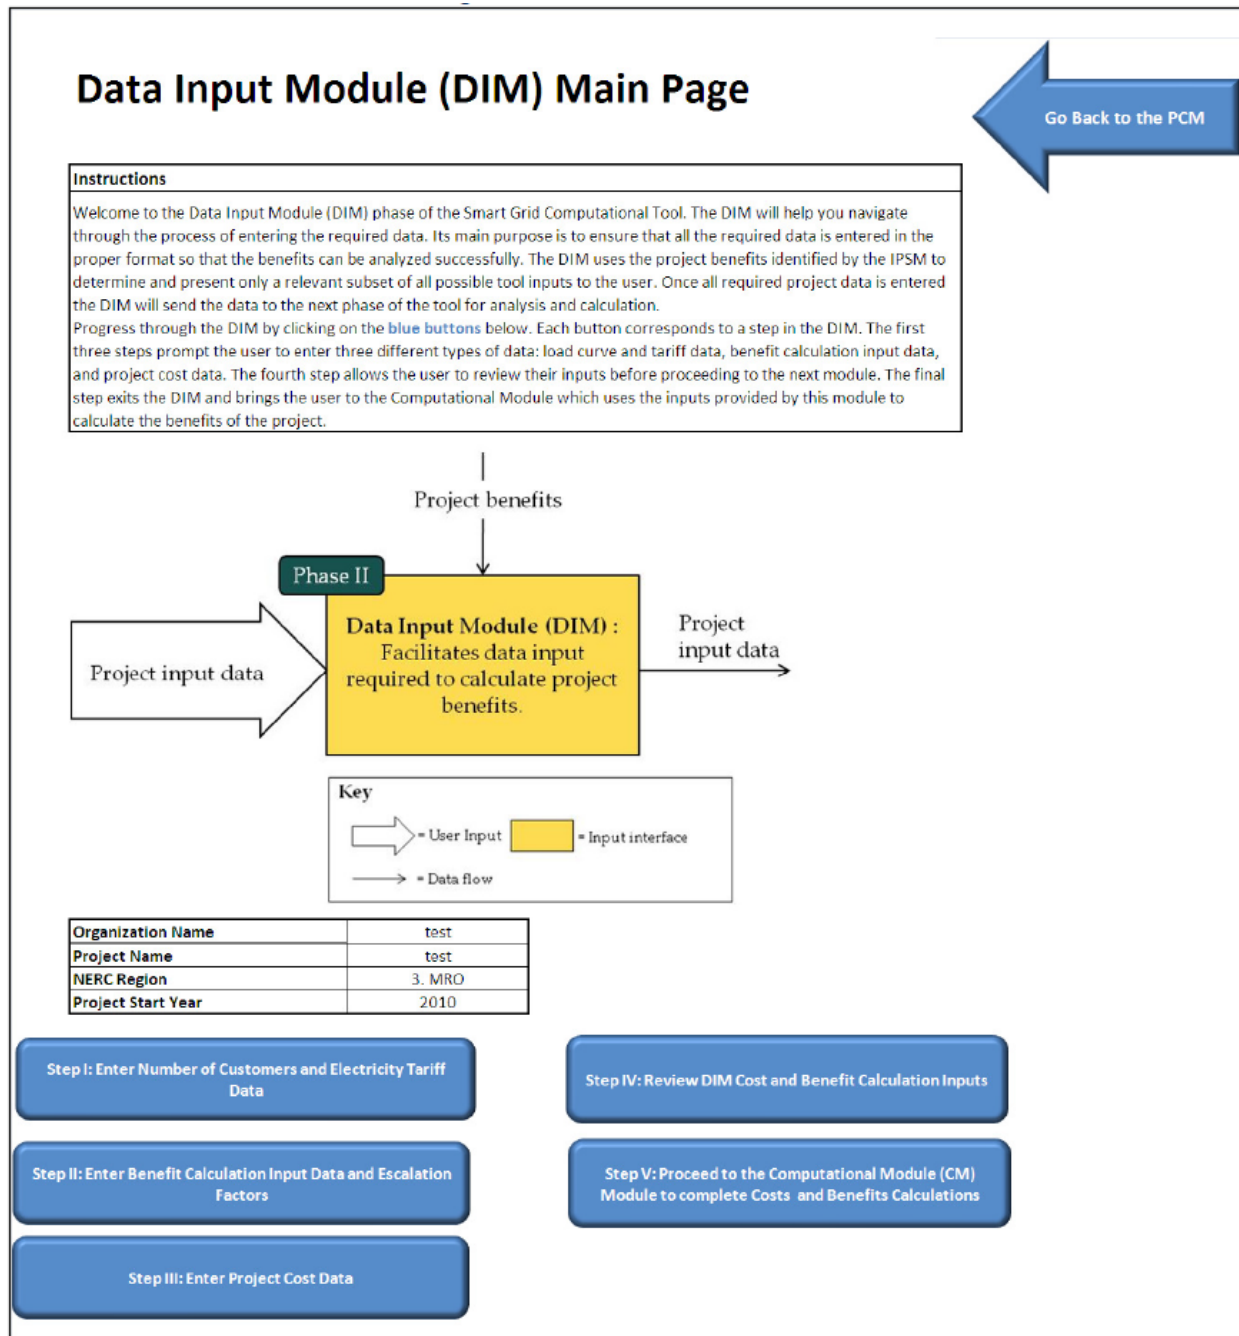 Data Input Module (DIM) Main Page
Go Back to the PCM
Instructions
Welcome to the Data Input Module (DIM) phase of the Smart Grid Computational Tool. The DIM will help you navigate
through the process of entering the required data. Its main purpose is to ensure that all the required data is entered in the
proper format so that the benefits can be analyzed successfully. The DIM uses the project benefits identified by the IPSM to
determine and present only a relevant subset of all possible tool inputs to the user. Once all required project data is entered
the DIM will send the data to the next phase of the tool for analysis and calculation.
Progress through the DIM by clicking on the blue buttons below. Each button corresponds to a step in the DIM. The first
three steps prompt the user to enter three different types of data: load curve and tariff data, benefit calculation input data,
and project cost data. The fourth step allows the user to review their inputs before proceeding to the next module. The final
step exits the DIM and brings the user to the Computational Module which uses the inputs provided by this module to
calculate the benefits of the project.
Project benefits
Phase II
Project input data
Data Input Module (DIM) :
Facilitates data input
required to calculate project
benefits.
Project
input data
Key
= User Input
= Input interface
= Data flow
Organization Name test
Project Name test
NERC Region 3. MRO
Project Start Year 2010
Step I: Enter Number of Customers and Electricity Tariff
Data
Step II: Enter Benefit Calculation Input Data and Escalation
Factors
Step III: Enter Project Cost Data
Step IV: Review DIM Cost and Benefit Calculation Inputs
Step V: Proceed to the Computational Module (CM)
Module to complete Costs and Benefits Calculations